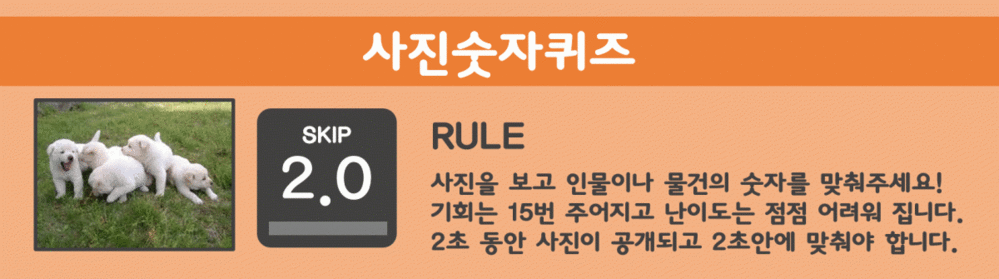 사진숫자퀴즈
SKIP
2.0
RULE
사진을 보고 인물이나 물건의 숫자를 맞춰주세요!
기회는 15번 주어지고 난이도는 점점 어려워 집니다.
2초 동안 사진이 공개되고 2초안에 맞춰야 합니다.